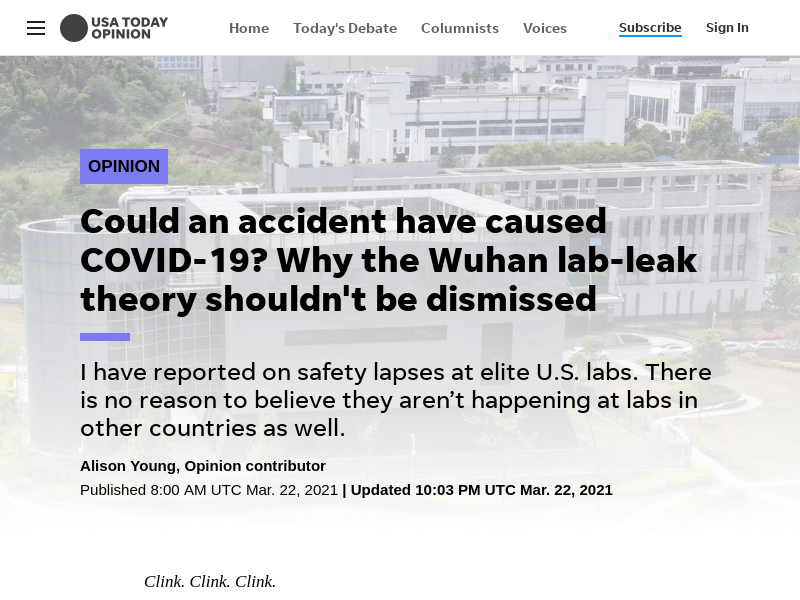 USA TODAY
OPINION
Home Today's Debate Columnists Voices Subscribe Sign In
OPINION
Could an accident have caused
COVID-19? Why the Wuhan lab-leak
theory shouldn't be dismissed
I have reported on safety lapses at elite U.S. labs. There
is no reason to believe they aren’t happening at labs in
other countries as well.
Alison Young, Opinion contributor
Published 8:00 AM UTC Mar. 22, 2021 | Updated 10:03 PM UTC Mar. 22, 2021
Clink. Clink. Clink.